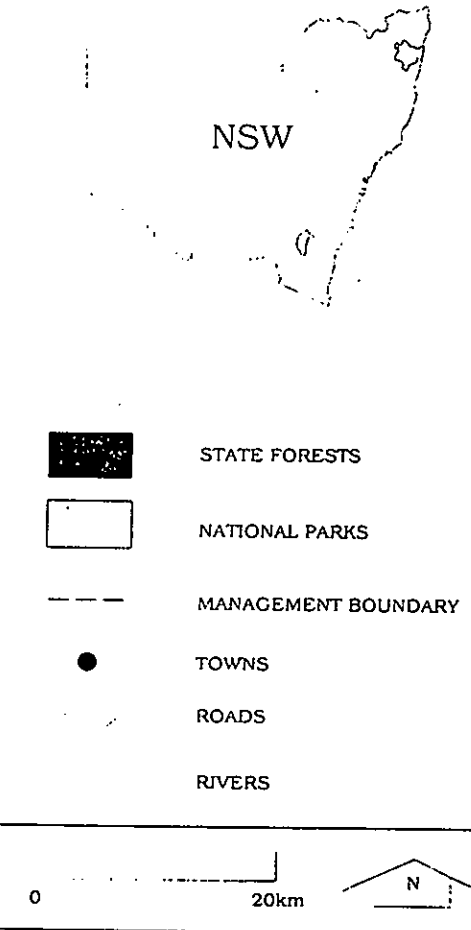 NSW
STATE FORESTS
NATIONAL PARKS
MANAGEMENT BOUNDARY
TOWNS
ROADS
RIVERS
0 20km N